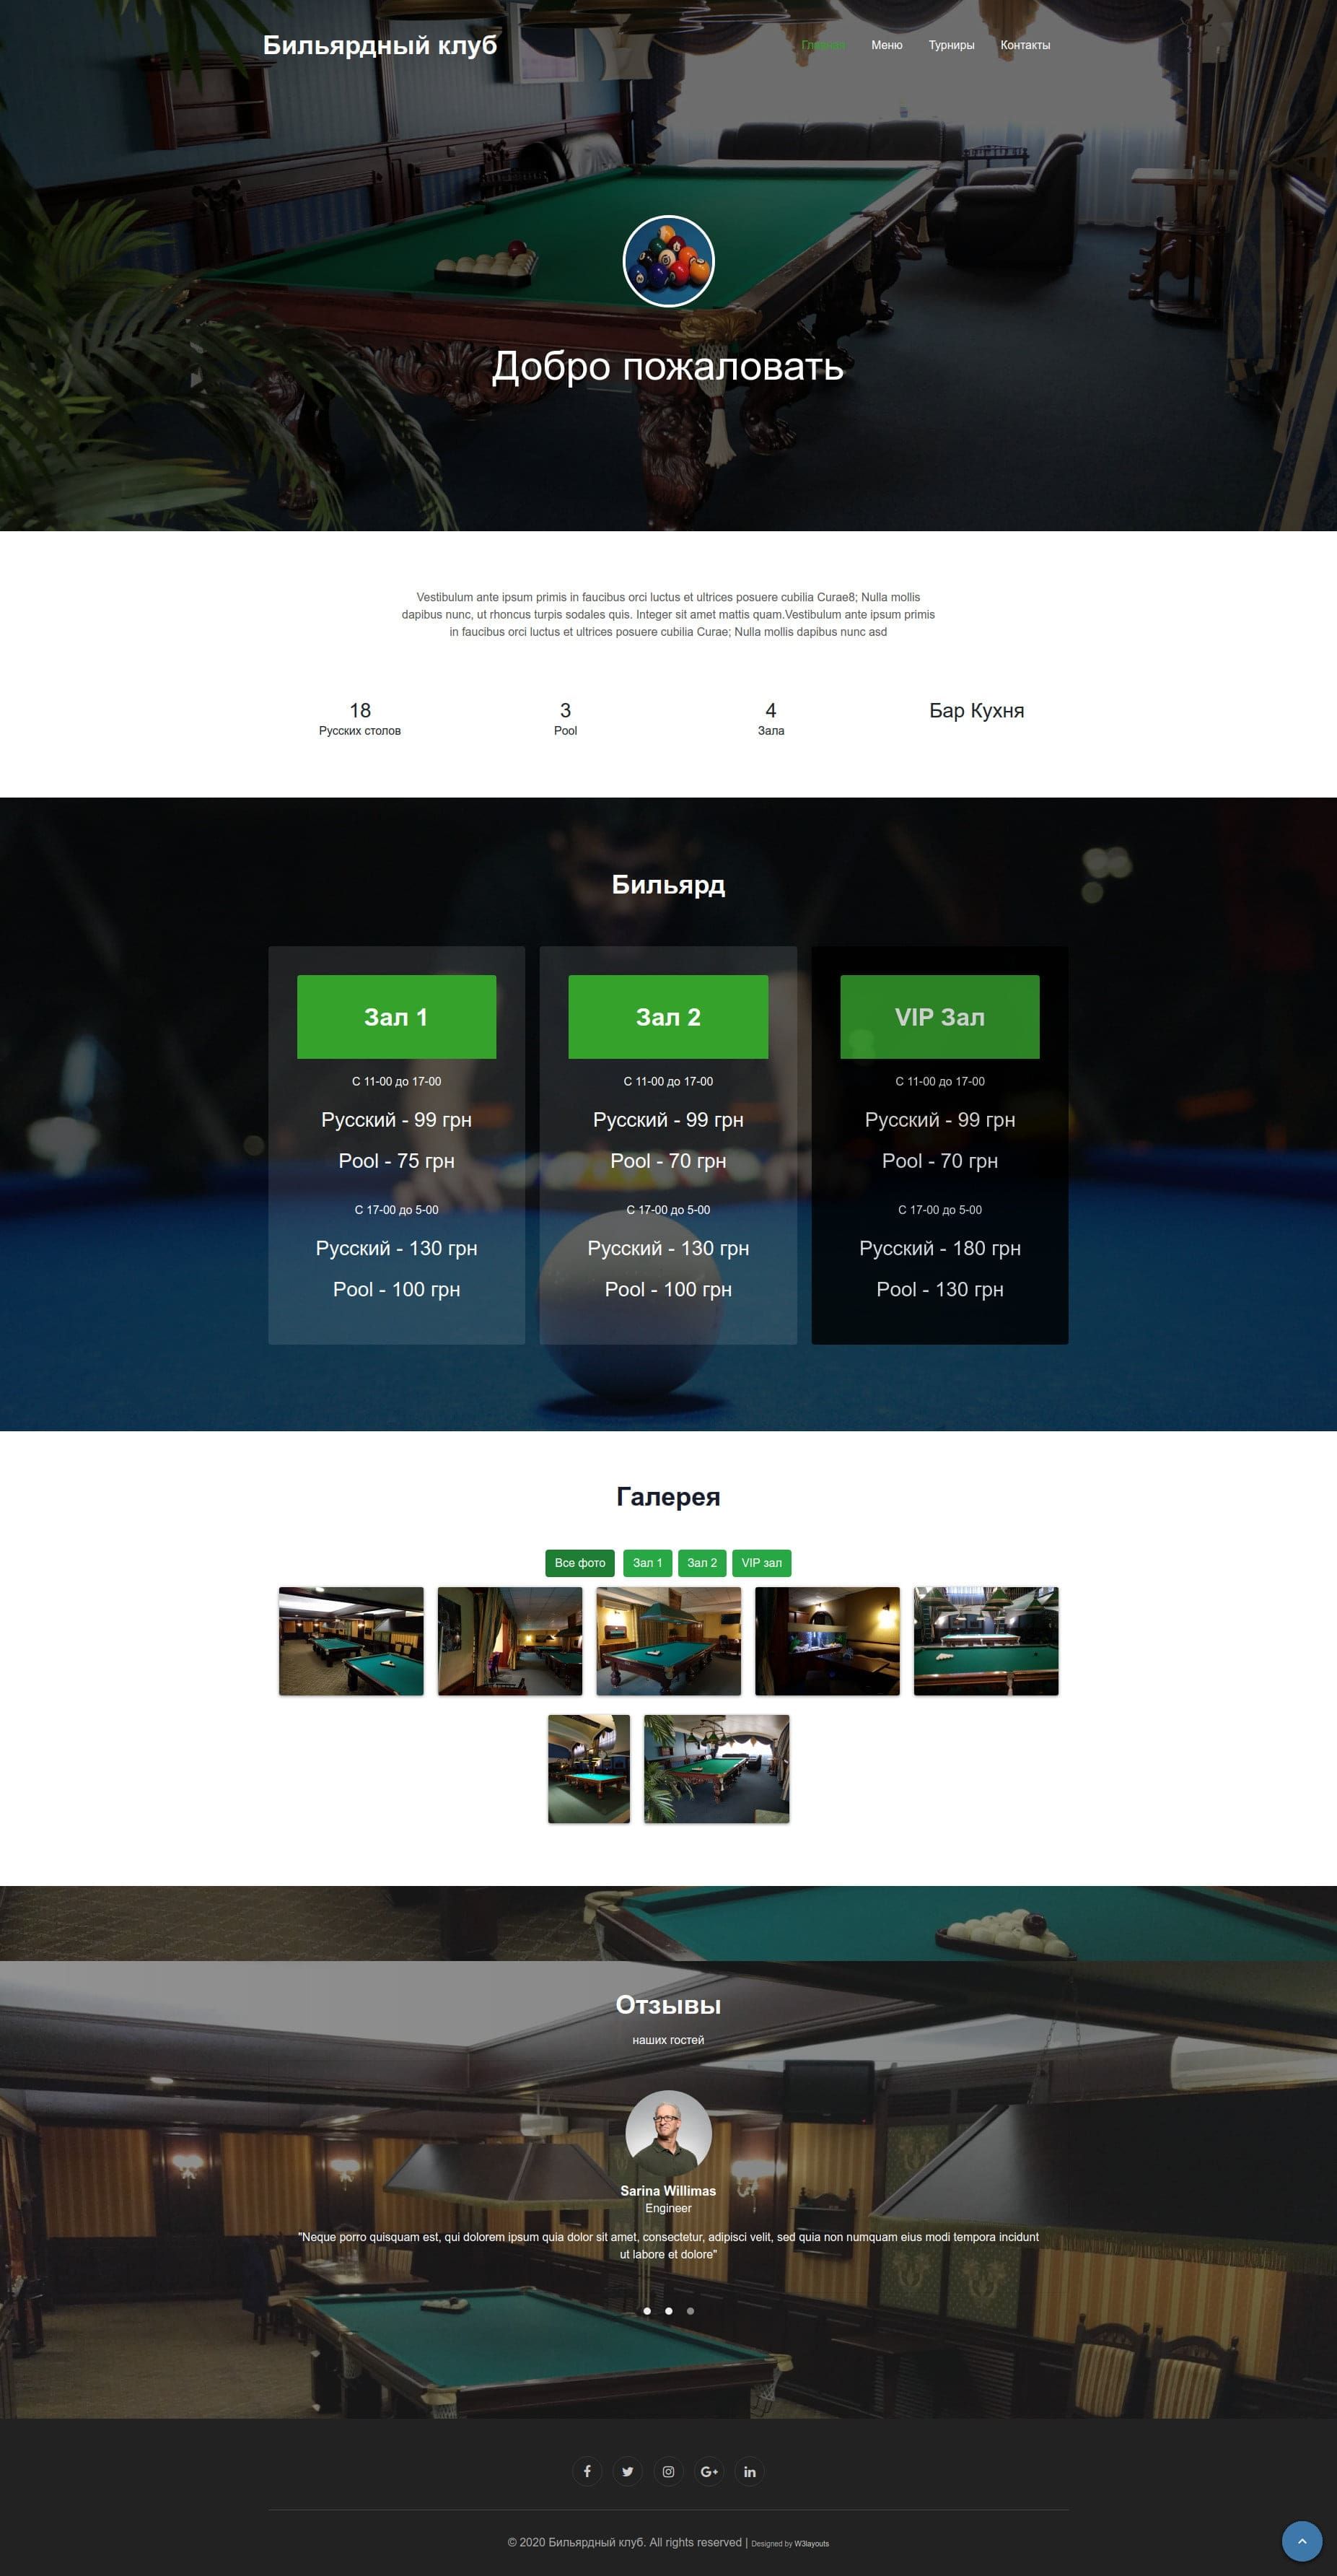 Бильярдный клуб
Главная
Меню
Турниры
Контакты
Добро пожаловать
Vestibulum ante ipsum primis in faucibus orci luctus et ultrices posuere cubilia Curae8; Nulla mollis
dapibus nunc, ut rhoncus turpis sodales quis. Integer sit amet mattis quam.Vestibulum ante ipsum primis
in faucibus orci luctus et ultrices posuere cubilia Curae; Nulla mollis dapibus nunc asd
18
Русских столов
3
Pool
4
Зала
Бар Кухня
Бильярд
Зал 1
С 11-00 до 17-00
Русский - 99 грн
Pool - 75 грн
С 17-00 до 5-00
Русский - 130 грн
Pool - 100 грн
Зал 2
С 11-00 до 17-00
Русский - 99 грн
Pool - 70 грн
С 17-00 до 5-00
Русский - 130 грн
Pool - 100 грн
VIP Зал
С 11-00 до 17-00
Русский - 99 грн
Pool - 70 грн
С 17-00 до 5-00
Русский - 180 грн
Pool - 130 грн
Галерея
Все фото
Зал 1
Зал 2
VIP зал
Отзывы
наших гостей
Sarina Willimas
Engineer
"Neque porro quisquam est, qui dolorem ipsum quia dolor sit amet, consectetur, adipisci velit, sed quia non numquam eius modi tempora incidunt
ut labore et dolore"
© 2020 Бильярдный клуб. All rights reserved | Designed by W3layouts